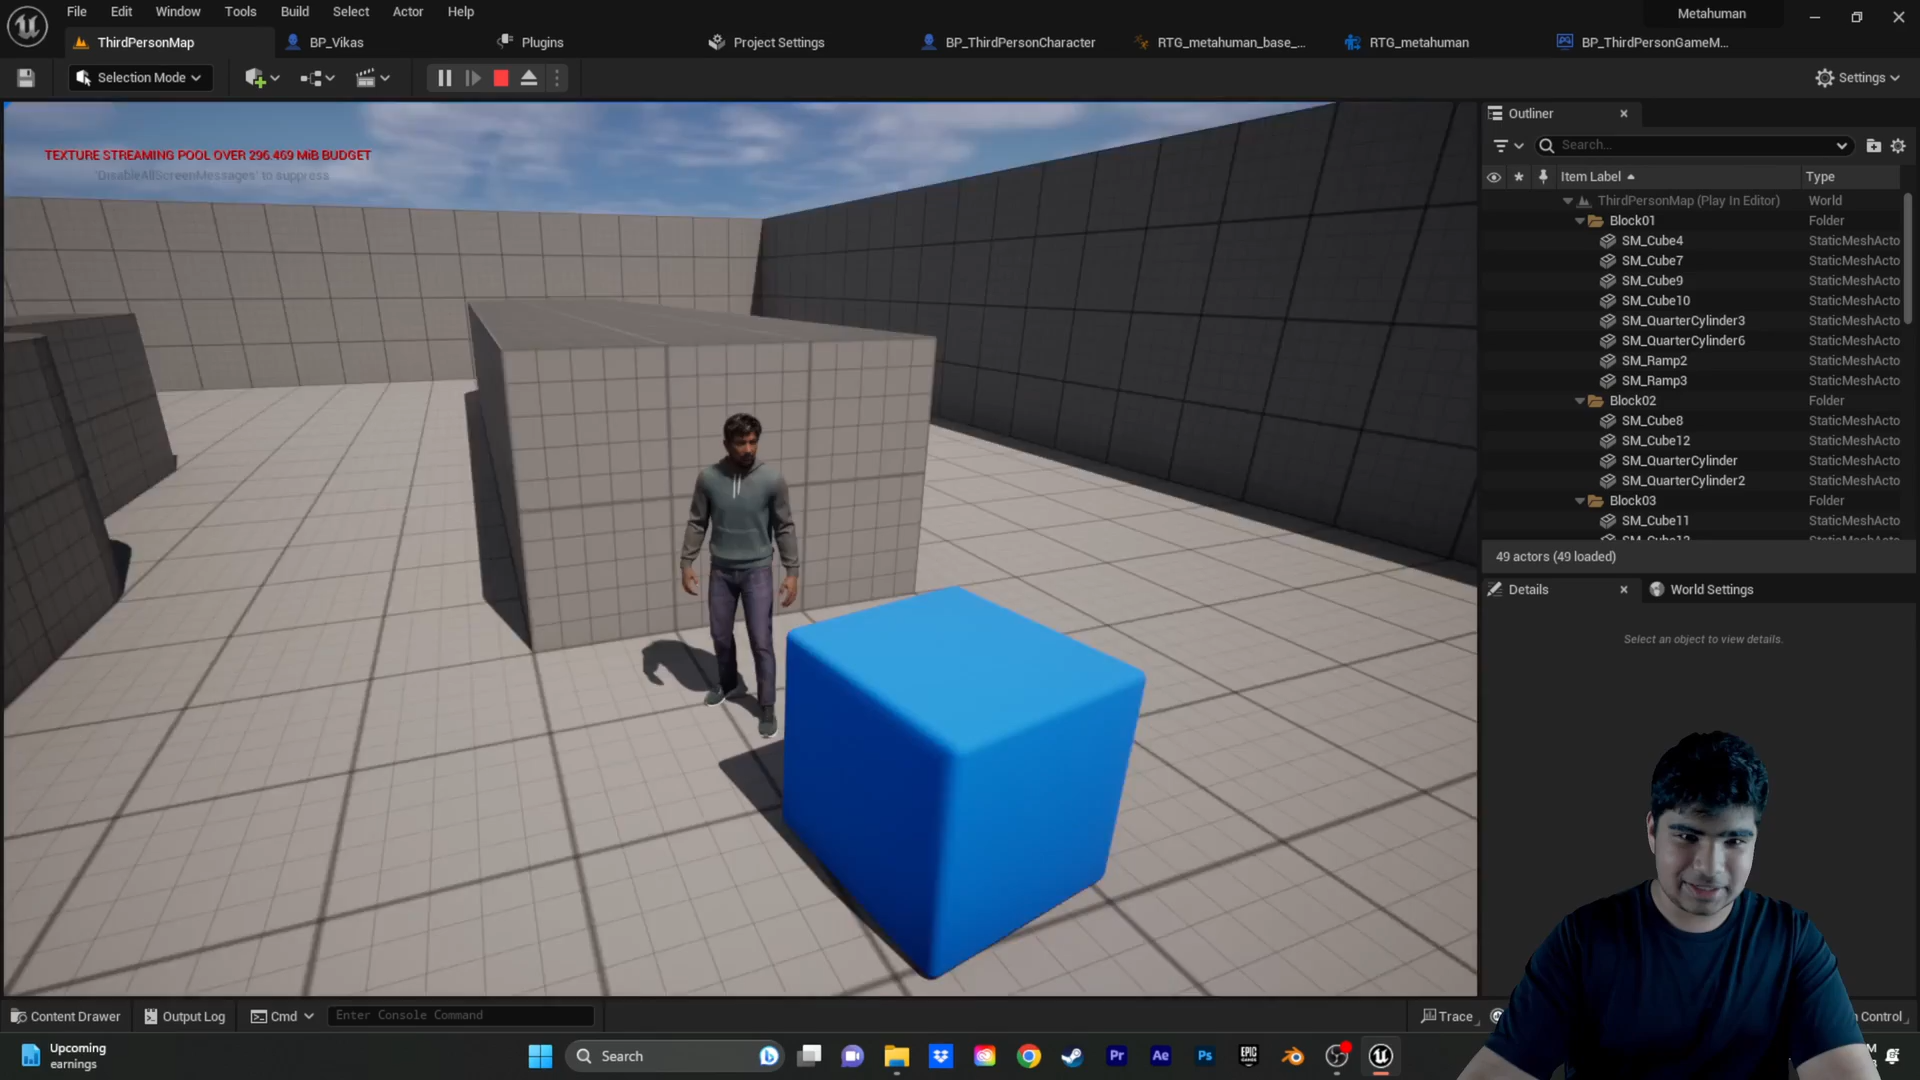 File Edit Window Tools Build Select Actor Help
Metahuman
ThirdPersonMap
BP_Vikas
Plugins
Project Settings
BP_ThirdPersonCharacter
RTG_metahuman_base_...
RTG_metahuman
BP_ThirdPersonGameM...
Selection Mode
Settings
TEXTURE STREAMING POOL OVER 296.469 MiB BUDGET
'DisableAllScreenMessages' to suppress
Outliner
Search...
Item Label Type
ThirdPersonMap (Play In Editor) World
Block01 Folder
SM_Cube4 StaticMeshActo
SM_Cube7 StaticMeshActo
SM_Cube9 StaticMeshActo
SM_Cube10 StaticMeshActo
SM_QuarterCylinder3 StaticMeshActo
SM_QuarterCylinder6 StaticMeshActo
SM_Ramp2 StaticMeshActo
SM_Ramp3 StaticMeshActo
Block02 Folder
SM_Cube8 StaticMeshActo
SM_Cube12 StaticMeshActo
SM_QuarterCylinder StaticMeshActo
SM_QuarterCylinder2 StaticMeshActo
Block03 Folder
SM_Cube11 StaticMeshActo
49 actors (49 loaded)
Details
World Settings
Select an object to view details.
Content Drawer
Output Log
Cmd
Enter Console Command
Trace
Control
Upcoming
earnings
Search
Pr
Ae
Ps
EPIC
GAMES